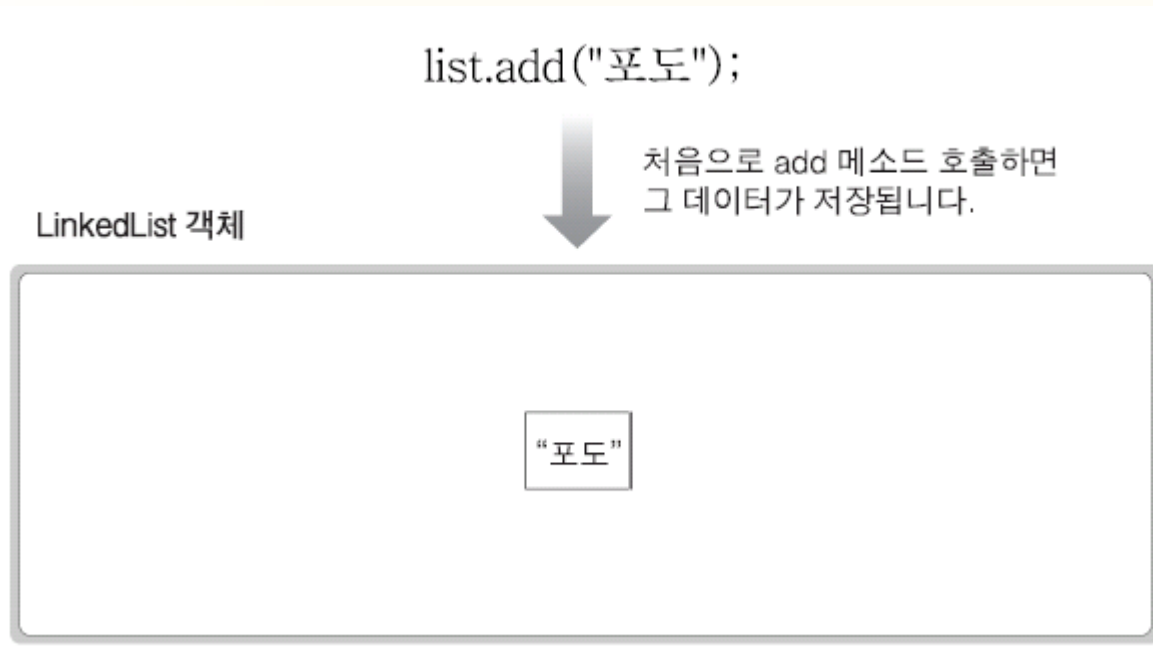 list.add("포도");
처음으로 add 메소드 호출하면
그 데이터가 저장됩니다.
LinkedList 객체
“포도”